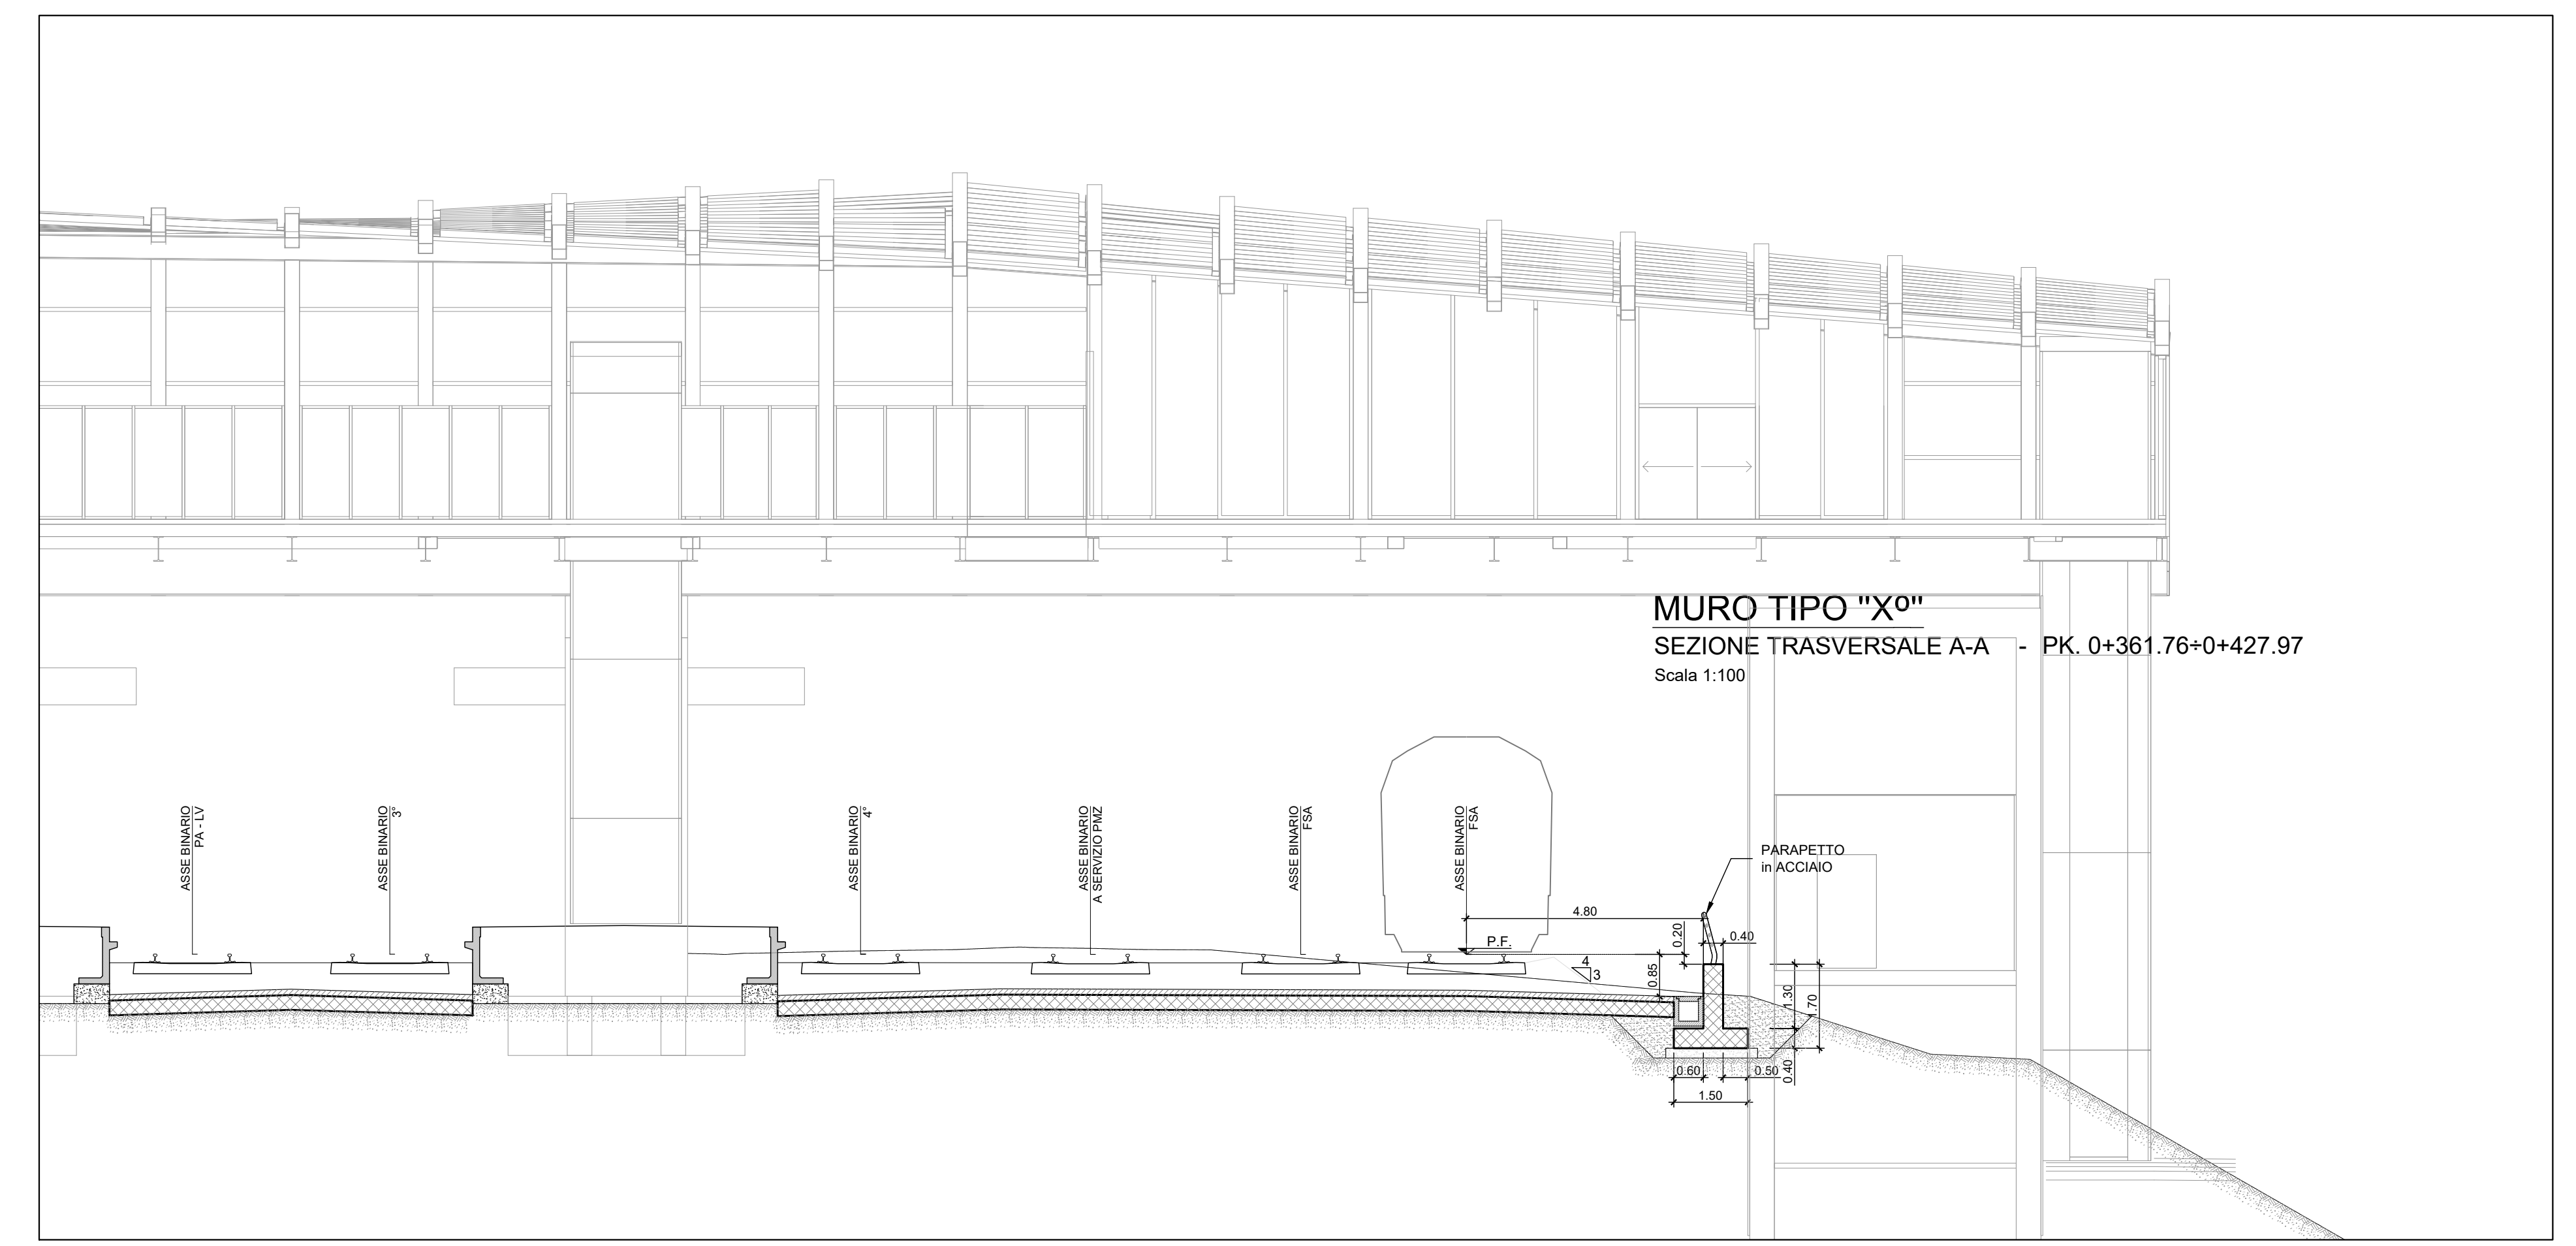 MURO TIPO "Xº"
SEZIONE TRASVERSALE A-A - PK. 0+361.76÷0+427.97
Scala 1:100
ASSE BINARIO
PA - LV
ASSE BINARIO
3°
ASSE BINARIO
4°
ASSE BINARIO
A SERVIZIO PMZ
ASSE BINARIO
FSA
ASSE BINARIO
FSA
PARAPETTO
in ACCIAIO
4.80
P.F.
0.20
0.40
0.85
4
3
1.30
1.70
0.40
0.60
0.50
1.50